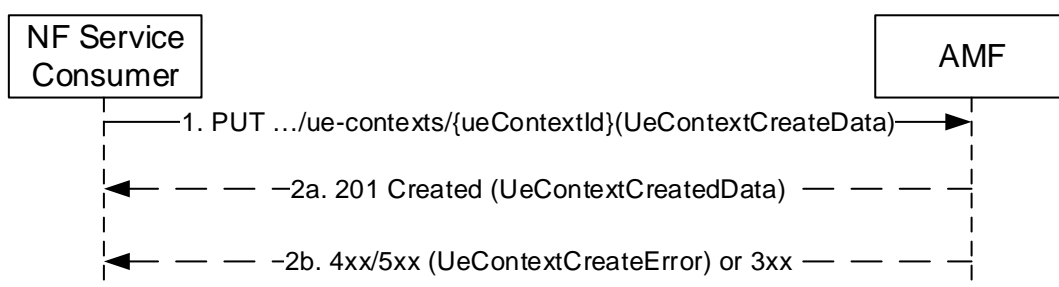 NF Service
Consumer
AMF
1. PUT …/ue-contexts/{ueContextId}(UeContextCreateData)
2a. 201 Created (UeContextCreatedData)
2b. 4xx/5xx (UeContextCreateError) or 3xx